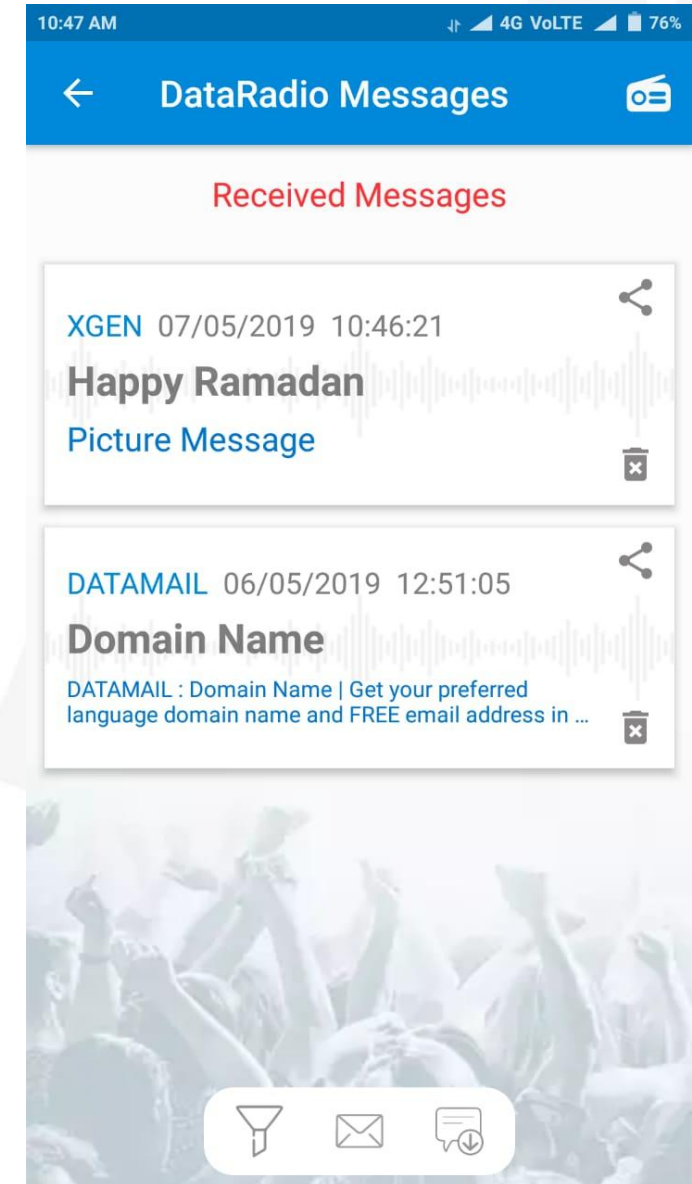 10:47 AM 4G VoLTE 76%
DataRadio Messages
Received Messages
XGEN 07/05/2019 10:46:21
Happy Ramadan
Picture Message
DATAMAIL 06/05/2019 12:51:05
Domain Name
DATAMAIL : Domain Name | Get your preferred
language domain name and FREE email address in ...